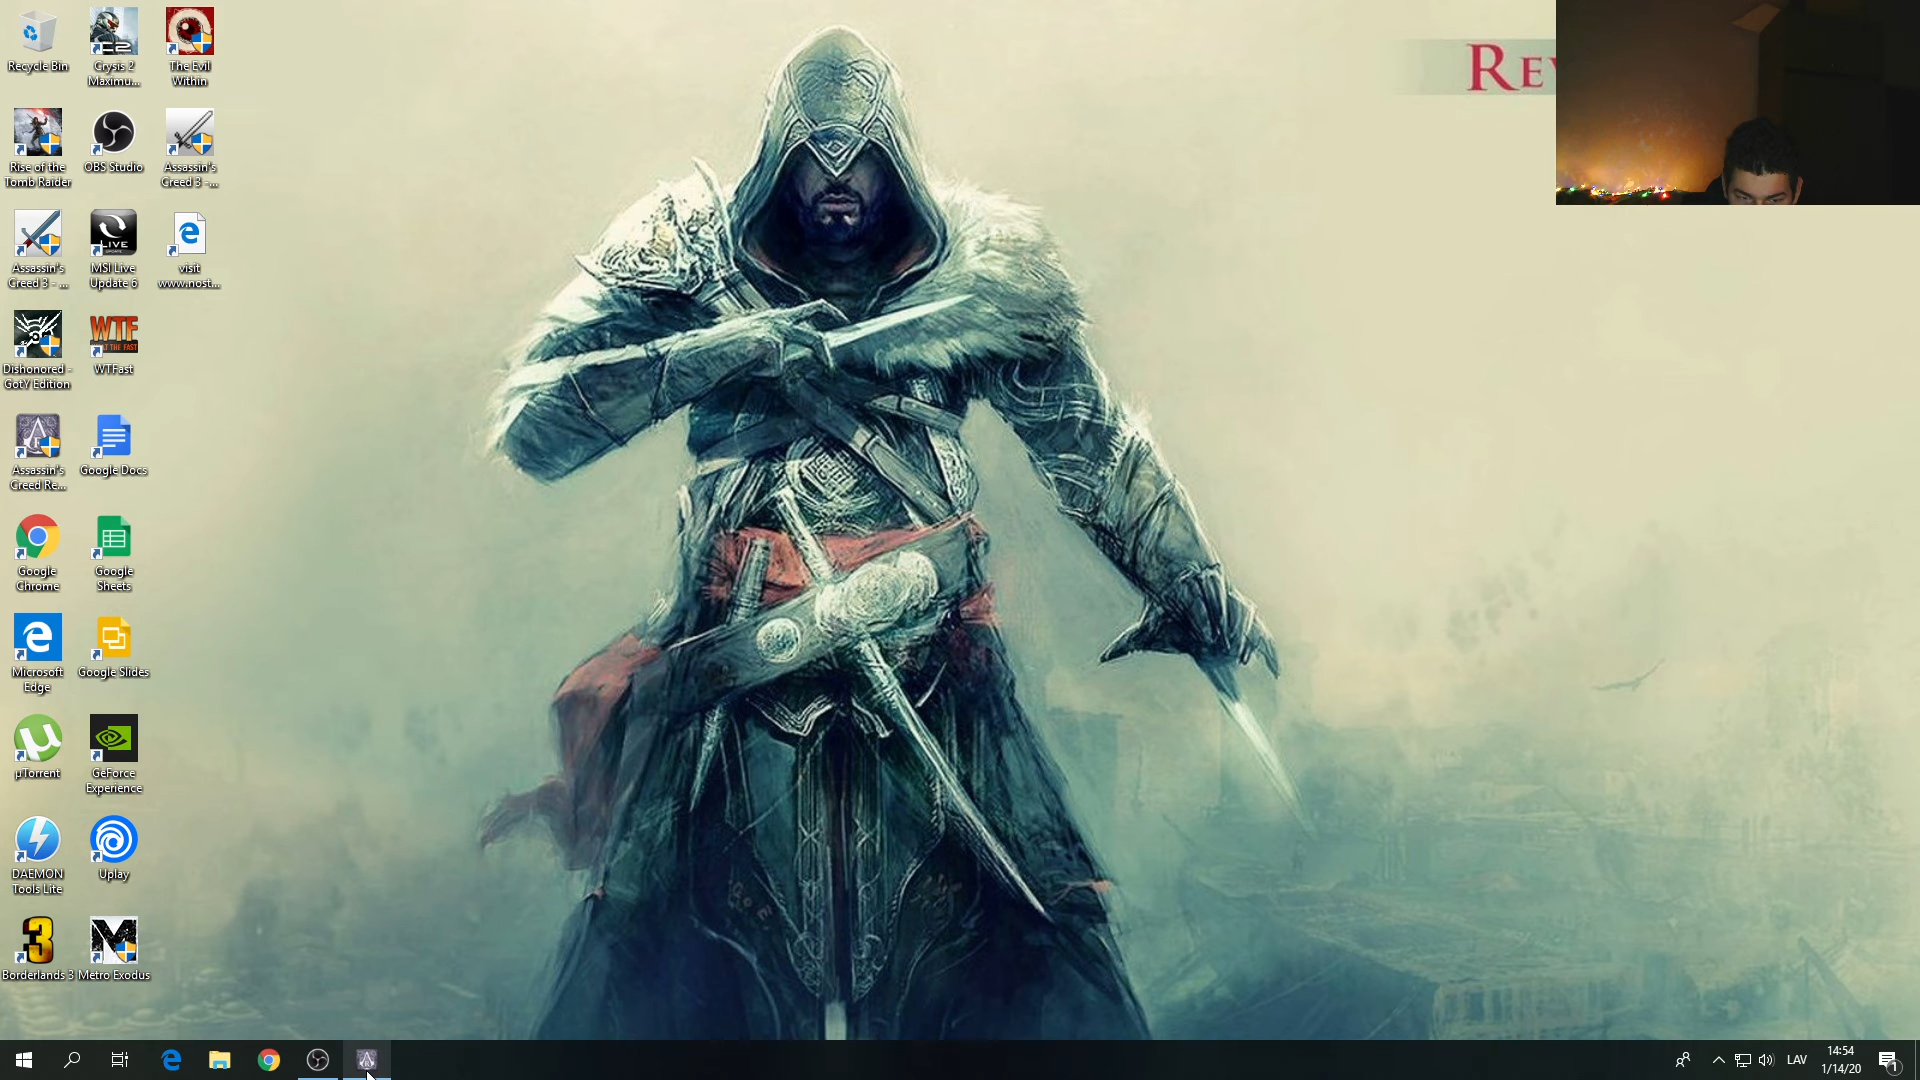 Recycle Bin
Crysis 2
Maximu...
The Evil
Within
Rise of the
Tomb Raider
OBS Studio
Assassin's
Creed 3 -...
Assassin's
Creed 3 - ...
LIVE
MSI Live
Update 6
visit
www.nost...
Dishonored -
GotY Edition
WTF
WTFast
Assassin's
Creed Re...
Google Docs
Google
Chrome
Google
Sheets
Microsoft
Edge
Google Slides
µTorrent
GeForce
Experience
DAEMON
Tools Lite
Uplay
3
Borderlands 3
Metro Exodus
REV
LAV
14:54
1/14/20
1